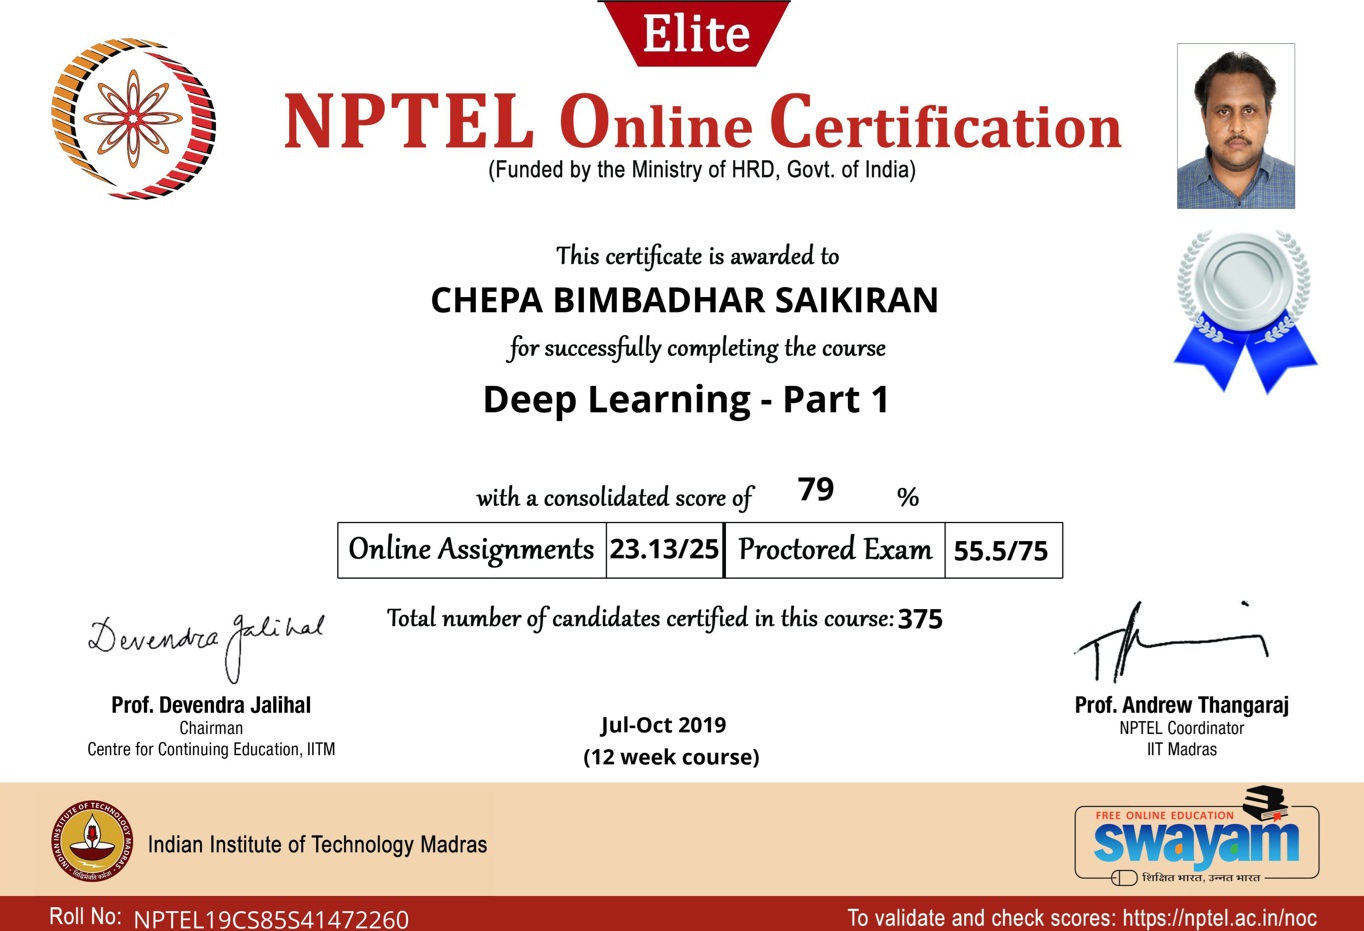 Elite
NPTEL Online Certification
(Funded by the Ministry of HRD, Govt. of India)
This certificate is awarded to
CHEPA BIMBADHAR SAIKIRAN
for successfully completing the course
Deep Learning - Part 1
with a consolidated score of 79 %
Online Assignments 23.13/25 Proctored Exam 55.5/75
Total number of candidates certified in this course: 375
Devendra Jalihal
Prof. Devendra Jalihal
Chairman
Centre for Continuing Education, IITM
Jul-Oct 2019
(12 week course)
Prof. Andrew Thangaraj
NPTEL Coordinator
IIT Madras
INDIAN INSTITUTE OF TECHNOLOGY MADRAS
Indian Institute of Technology Madras
FREE ONLINE EDUCATION
swayam
शिक्षित भारत, उन्नत भारत
Roll No: NPTEL19CS85S41472260
To validate and check scores: https://nptel.ac.in/noc